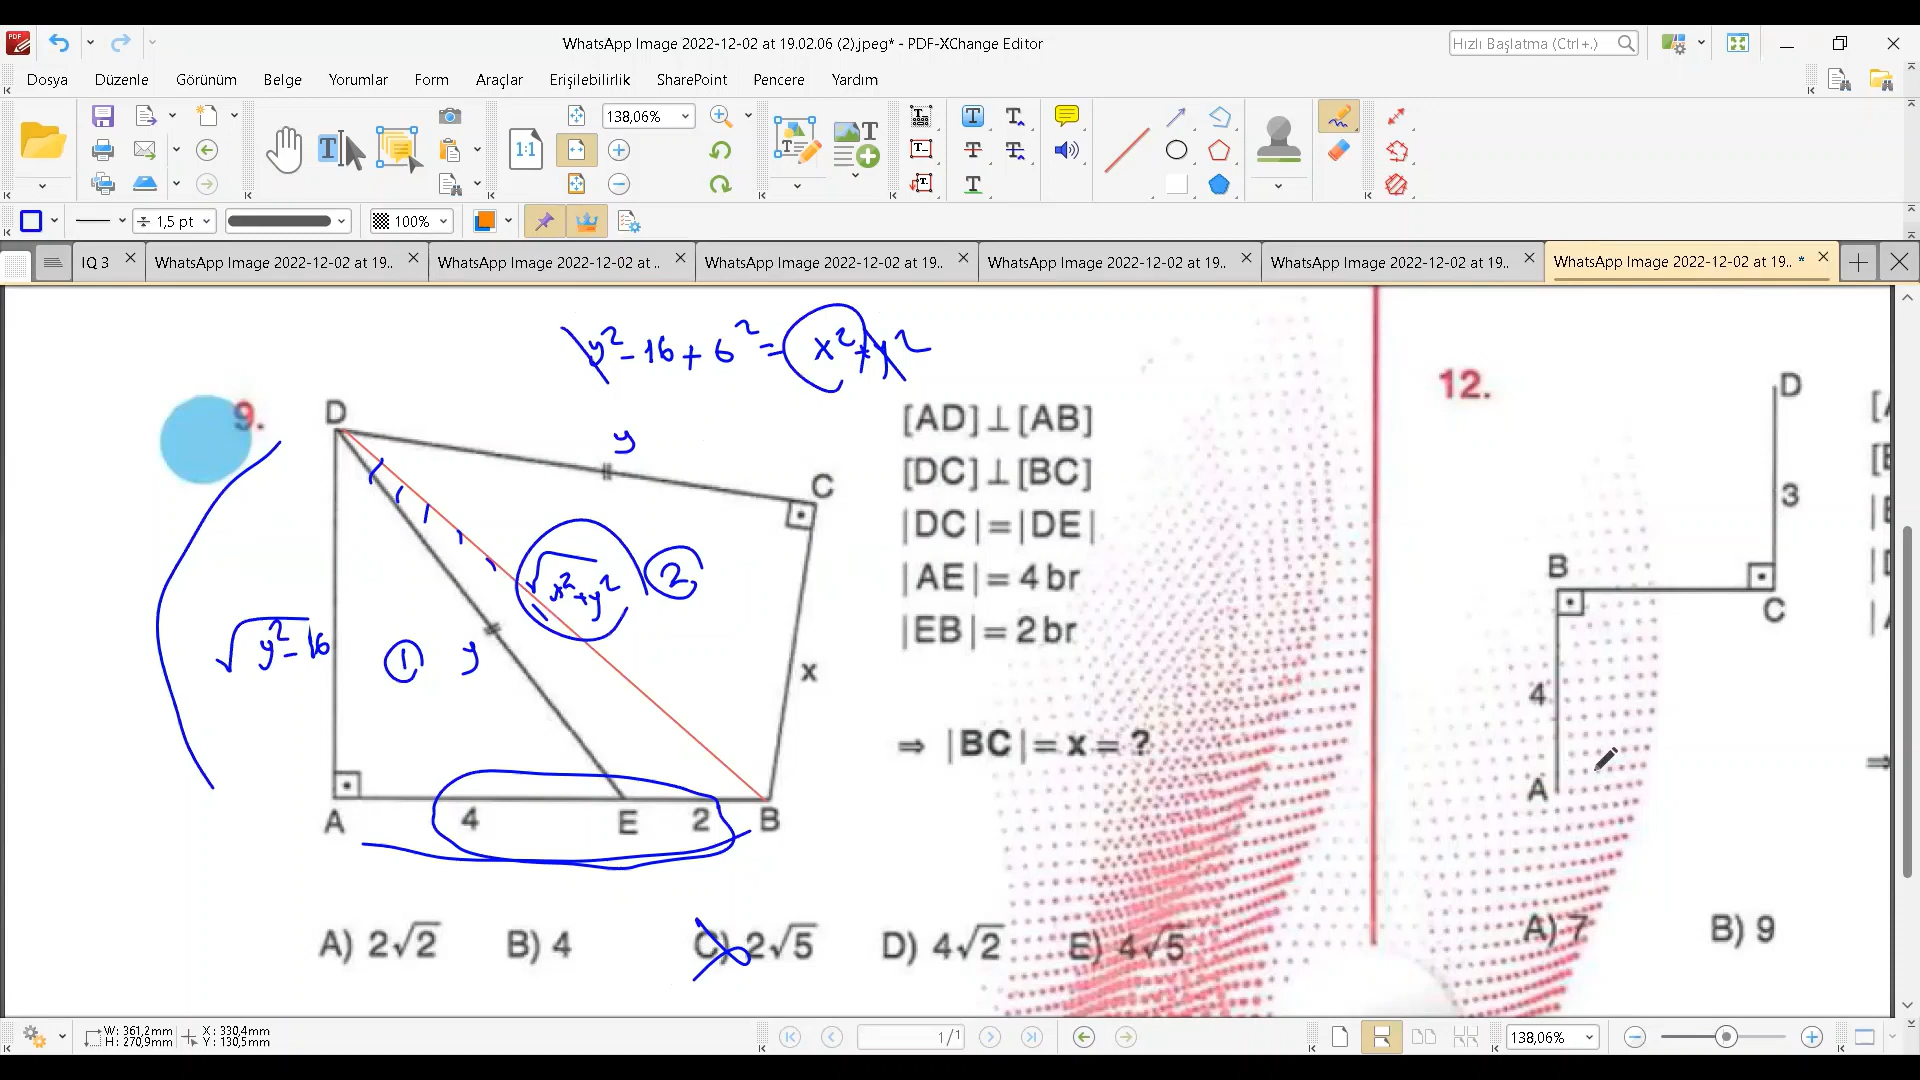 WhatsApp Image 2022-12-02 at 19.02.06 (2).jpeg* - PDF-XChange Editor
Hızlı Başlatma (Ctrl+.)
Dosya Düzenle Görünüm Belge Yorumlar Form Araçlar Erişilebilirlik SharePoint Pencere Yardım
138,06%
1:1
1,5 pt
100%
IQ 3
WhatsApp Image 2022-12-02 at 19..
WhatsApp Image 2022-12-02 at ..
WhatsApp Image 2022-12-02 at 19..
WhatsApp Image 2022-12-02 at 19..
WhatsApp Image 2022-12-02 at 19..
WhatsApp Image 2022-12-02 at 19.. *
y² - 16 + 6² = x² + y²
9.
D
y
C
√x²+y²
2
√y²-16
1
y
x
A 4 E 2 B
[AD]⊥[AB]
[DC]⊥[BC]
|DC|=|DE|
|AE|=4 br
|EB|=2 br
⇒ |BC|=x=?
A) 2√2 B) 4 C) 2√5 D) 4√2 E) 4√5
12.
D
3
B
C
4
A
⇒
A) 7 B) 9
W: 361,2mm
H: 270,9mm
X: 330,4mm
Y: 130,5mm
1/1
138,06%